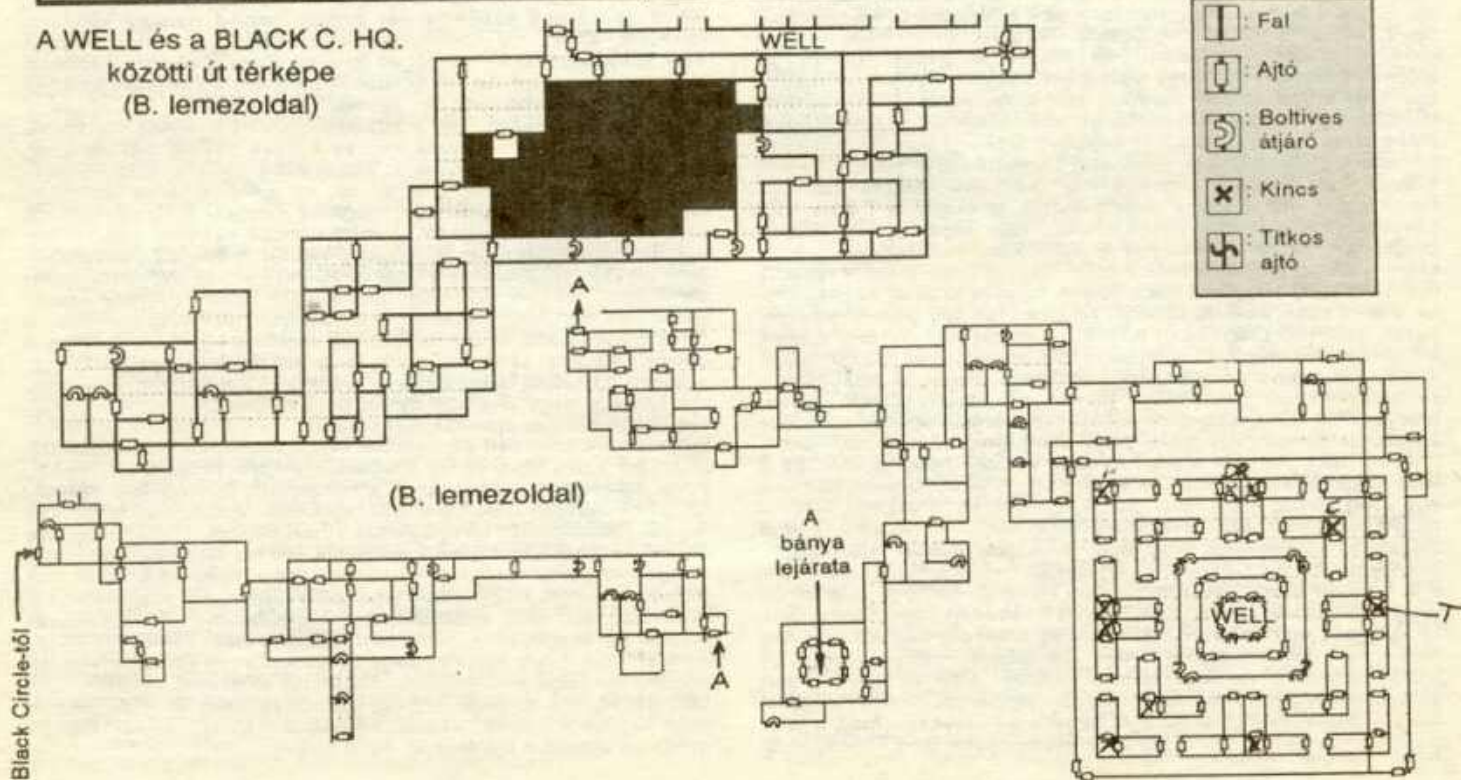 A WELL és a BLACK C. HQ.
közötti út térképe
(B. lemezoldal)
WELL
: Fal
: Ajtó
: Boltíves
átjáró
: Kincs
: Titkos
ajtó
A
(B. lemezoldal)
A
bánya
lejárata
WELL
A
Black Circle-től